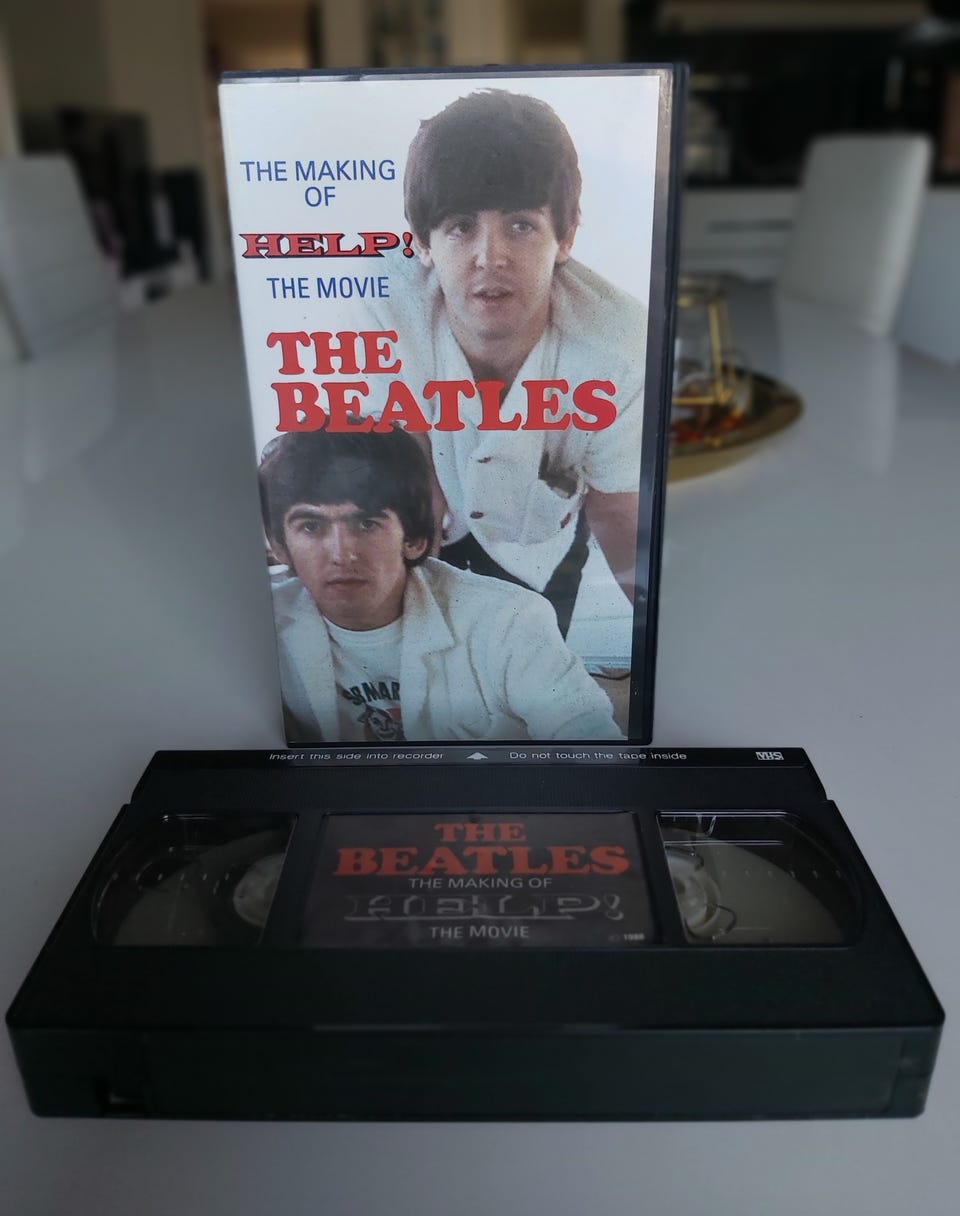 THE MAKING
OF
HELP!
THE MOVIE
THE
BEATLES
Insert this side into recorder
Do not touch the tape inside
VHS
THE
BEATLES
THE MAKING OF
HELP!
THE MOVIE